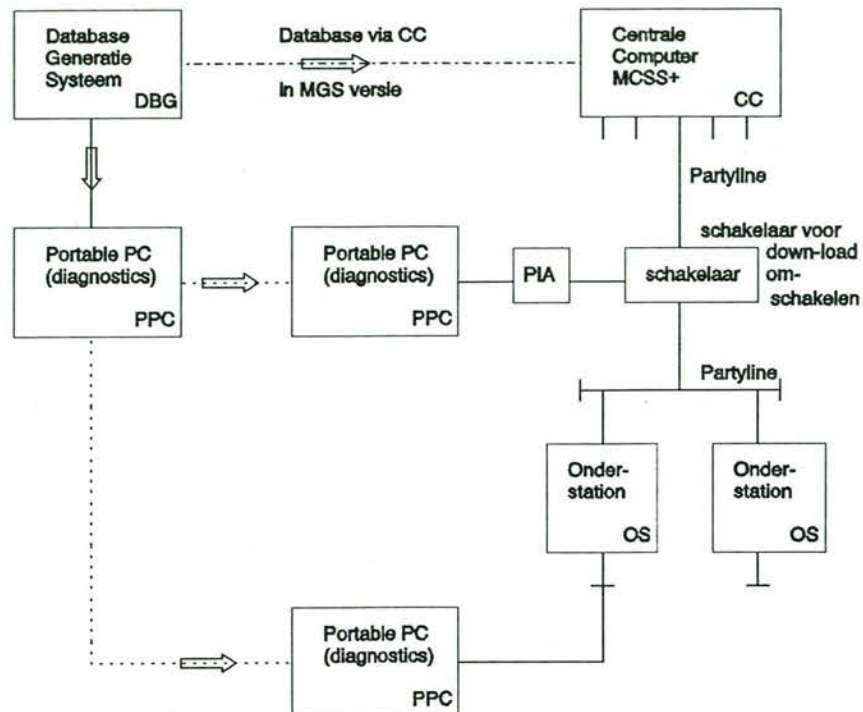 Database
Generatie
Systeem
DBG
Database via CC
in MGS versie
Centrale
Computer
MCSS+
CC
Partyline
Portable PC
(diagnostics)
PPC
Portable PC
(diagnostics)
PPC
PIA
schakelaar
schakelaar voor
down-load
om-
schakelen
Partyline
Onder-
station
OS
Onder-
station
OS
Portable PC
(diagnostics)
PPC